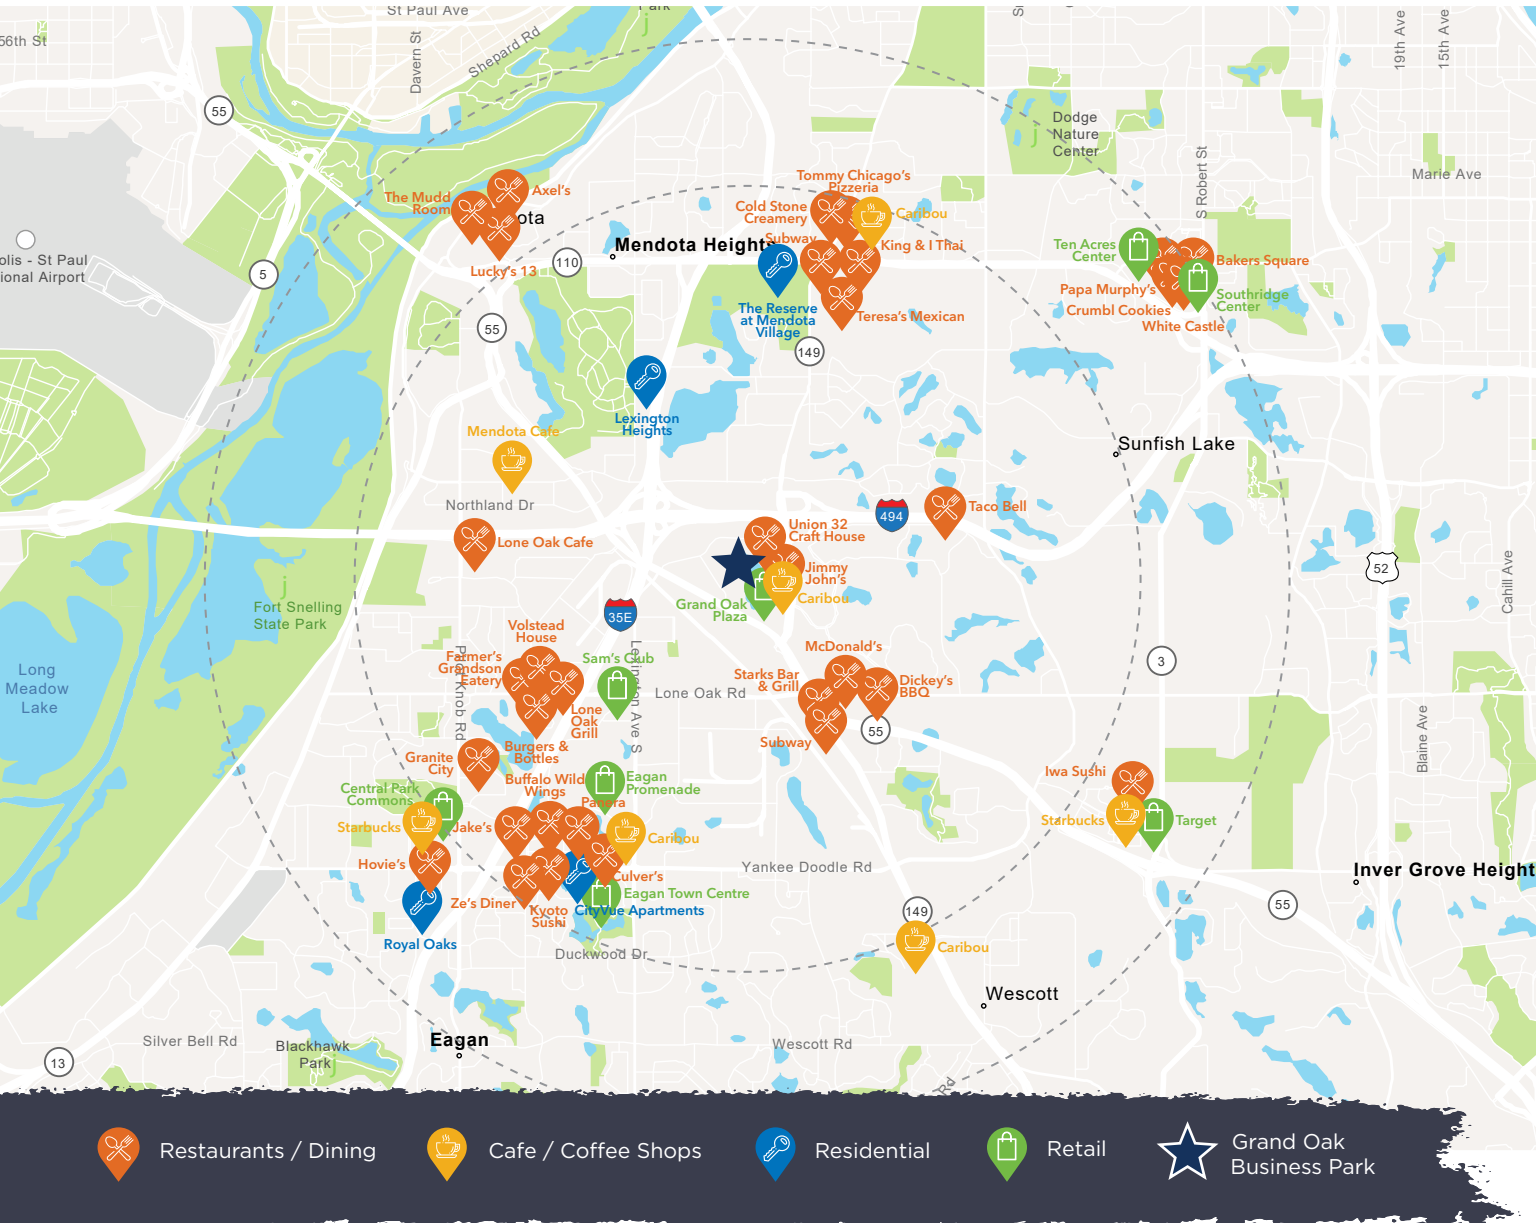 St Paul Ave
Park
56th St
Davern St
Shepard Rd
19th Ave
15th Ave
55
Dodge
Nature
Center
S Robert St
Marie Ave
Tommy Chicago's
Pizzeria
The Mudd
Room
Axel's
ota
Cold Stone
Creamery
Caribou
Subway
King & I Thai
Mendota Heights
Ten Acres
Center
Bakers Square
olis - St Paul
ional Airport
5
110
Lucky's 13
Papa Murphy's
Southridge
Center
Crumbl Cookies
White Castle
The Reserve
at Mendota
Village
Teresa's Mexican
55
149
Lexington
Heights
Mendota Cafe
Sunfish Lake
Northland Dr
494
Taco Bell
Union 32
Craft House
Lone Oak Cafe
Jimmy
John's
52
Cahill Ave
Caribou
Grand Oak
Plaza
Fort Snelling
State Park
35E
Volstead
House
Farmer's
Grandson
Eatery
Pilot Knob Rd
Sam's Club
Lexington Ave S
McDonald's
3
Long
Meadow
Lake
Starks Bar
& Grill
Dickey's
BBQ
Lone Oak Rd
Lone
Oak
Grill
55
Subway
Blaine Ave
Burgers &
Bottles
Granite
City
Iwa Sushi
Buffalo Wild
Wings
Eagan
Promenade
Central Park
Commons
Panera
Starbucks
Jake's
Caribou
Starbucks
Target
Hovie's
Culver's
Yankee Doodle Rd
Inver Grove Height
Eagan Town Centre
Ze's Diner
Kyoto
Sushi
CityVue Apartments
149
55
Royal Oaks
Duckwood Dr
Caribou
Wescott
Silver Bell Rd
Blackhawk
Park
Eagan
Wescott Rd
13
Rd
Restaurants / Dining
Cafe / Coffee Shops
Residential
Retail
Grand Oak
Business Park